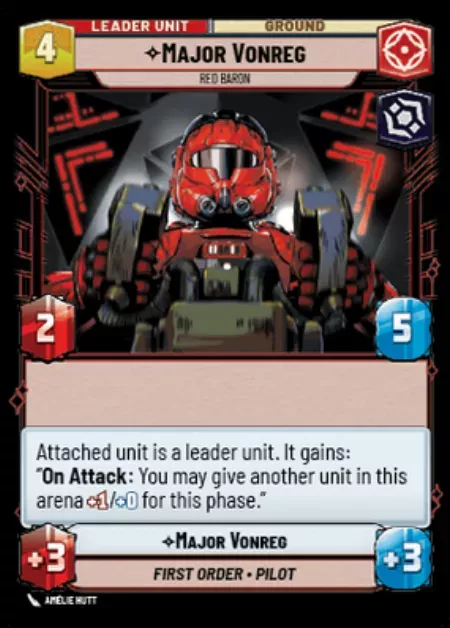 LEADER UNIT
GROUND
4
Major Vonreg
RED BARON
2
5
Attached unit is a leader unit. It gains:
"On Attack: You may give another unit in this
arena +1/+0 for this phase."
Major Vonreg
+3
FIRST ORDER • PILOT
+3
AMÉLIE HUTT